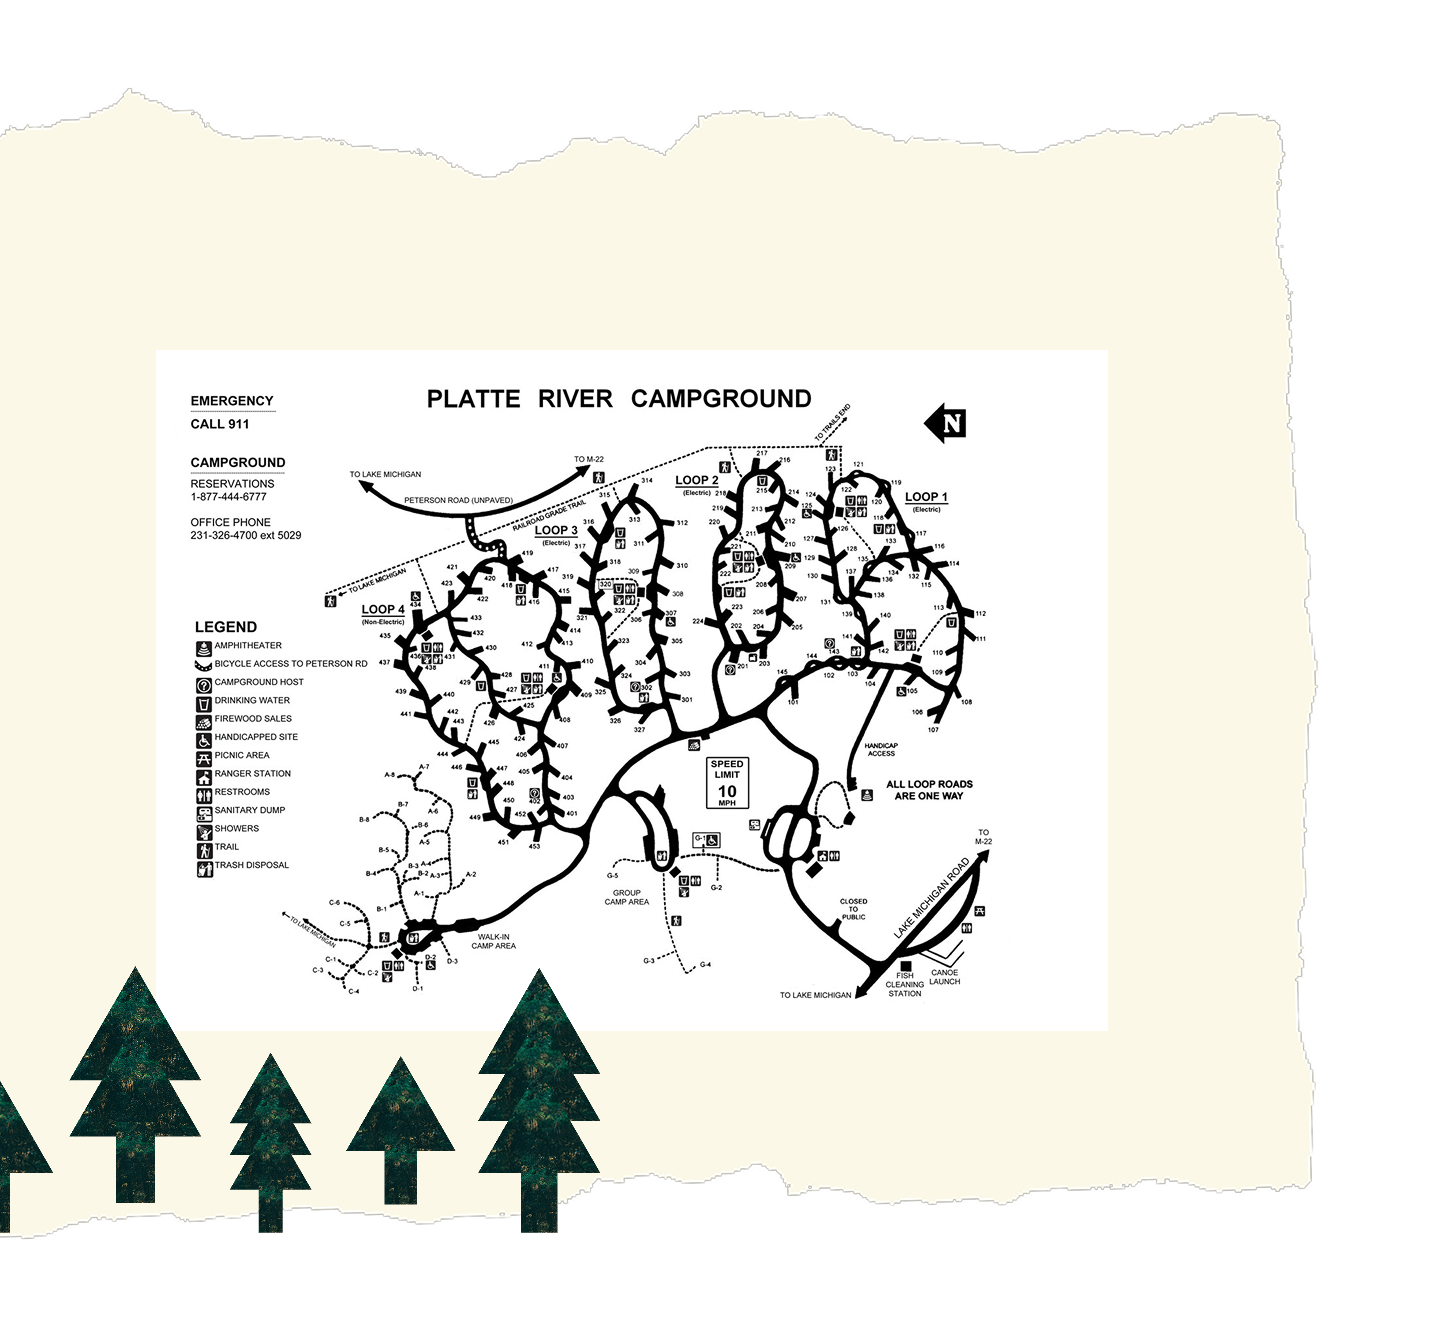 PLATTE RIVER CAMPGROUND
EMERGENCY
CALL 911
CAMPGROUND
RESERVATIONS
1-877-444-6777
OFFICE PHONE
231-326-4700 ext 5029
LEGEND
AMPHITHEATER
BICYCLE ACCESS TO PETERSON RD
CAMPGROUND HOST
DRINKING WATER
FIREWOOD SALES
HANDICAPPED SITE
PICNIC AREA
RANGER STATION
RESTROOMS
SANITARY DUMP
SHOWERS
TRAIL
TRASH DISPOSAL
N
TO TRAILS END
TO LAKE MICHIGAN
TO M-22
PETERSON ROAD (UNPAVED)
RAILROAD GRADE TRAIL
TO LAKE MICHIGAN
LOOP 1
(Electric)
101
102
103
104
105
106
107
108
109
110
111
112
113
114
115
116
117
118
119
120
121
122
123
124
125
126
127
128
129
130
131
132
133
134
135
136
137
138
139
140
141
142
143
144
145
LOOP 2
(Electric)
201
202
203
204
205
206
207
208
209
210
211
212
213
214
215
216
217
218
219
220
221
222
223
224
LOOP 3
(Electric)
301
302
303
304
305
306
307
308
309
310
311
312
313
314
315
316
317
318
319
320
321
322
323
324
325
326
327
LOOP 4
(Non-Electric)
401
402
403
404
405
406
407
408
409
410
411
412
413
414
415
416
417
418
419
420
421
422
423
424
425
426
427
428
429
430
431
432
433
434
435
436
437
438
439
440
441
442
443
444
445
446
447
448
449
450
451
452
453
SPEED
LIMIT
10
MPH
HANDICAP
ACCESS
ALL LOOP ROADS
ARE ONE WAY
A-8
A-7
A-6
A-5
A-4
A-3
A-2
A-1
B-8
B-7
B-6
B-5
B-4
B-3
B-2
B-1
C-6
C-5
C-1
C-2
C-3
C-4
D-2
D-3
D-1
TO LAKE MICHIGAN
WALK-IN
CAMP AREA
GROUP
CAMP AREA
G-1
G-2
G-3
G-4
G-5
CLOSED
TO
PUBLIC
TO
M-22
LAKE MICHIGAN ROAD
TO LAKE MICHIGAN
FISH
CLEANING
STATION
CANOE
LAUNCH